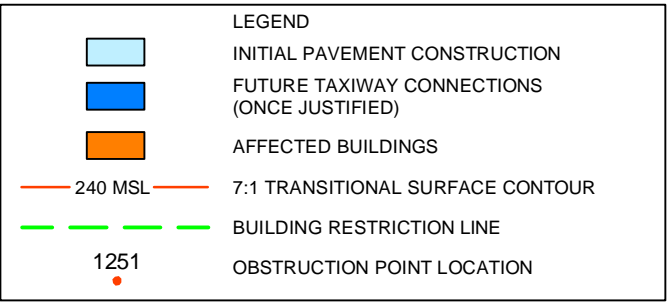 LEGEND
INITIAL PAVEMENT CONSTRUCTION
FUTURE TAXIWAY CONNECTIONS
(ONCE JUSTIFIED)
AFFECTED BUILDINGS
240 MSL 7:1 TRANSITIONAL SURFACE CONTOUR
BUILDING RESTRICTION LINE
1251
OBSTRUCTION POINT LOCATION